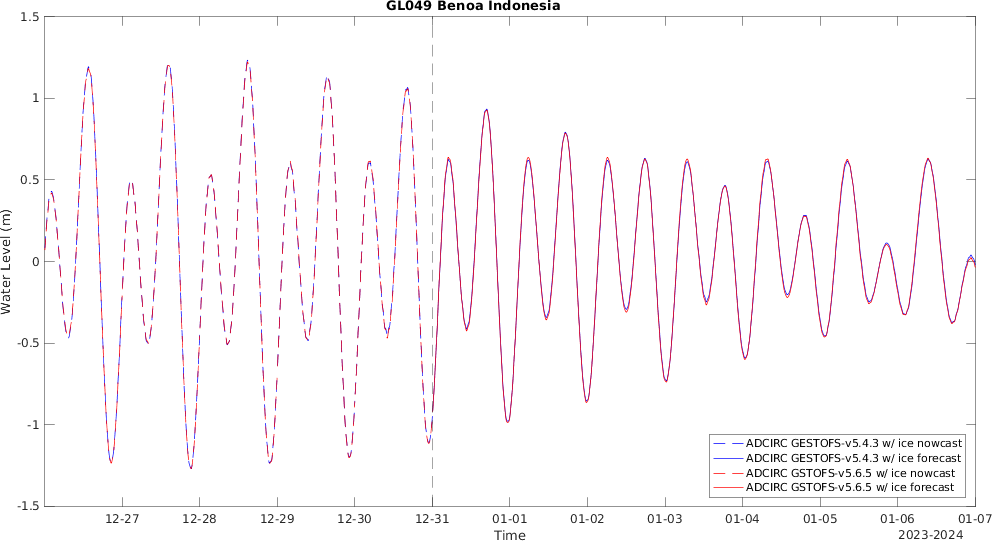 GL049 Benoa Indonesia
1.5
1
0.5
0
-0.5
-1
-1.5
Water Level (m)
ADCIRC GESTOFS-v5.4.3 w/ ice nowcast
ADCIRC GESTOFS-v5.4.3 w/ ice forecast
ADCIRC GSTOFS-v5.6.5 w/ ice nowcast
ADCIRC GSTOFS-v5.6.5 w/ ice forecast
12-27 12-28 12-29 12-30 12-31 01-01 01-02 01-03 01-04 01-05 01-06 01-07
Time
2023-2024